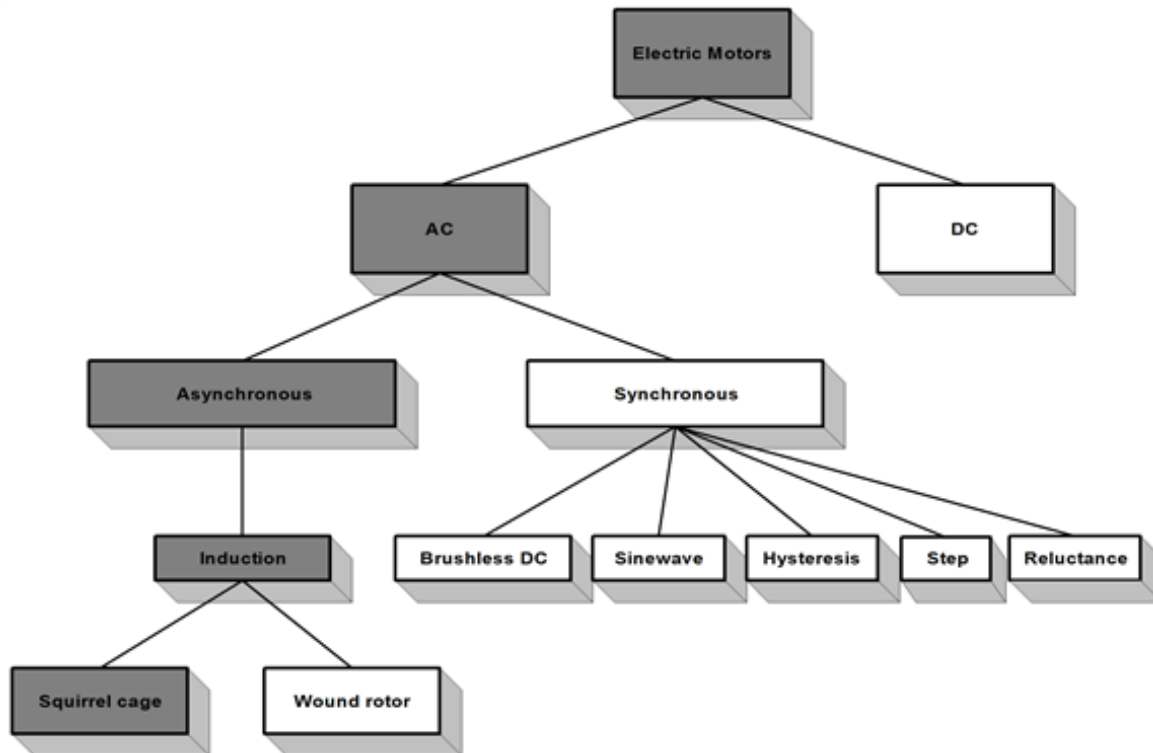 Electric Motors
AC
DC
Asynchronous
Synchronous
Induction
Brushless DC
Sinewave
Hysteresis
Step
Reluctance
Squirrel cage
Wound rotor